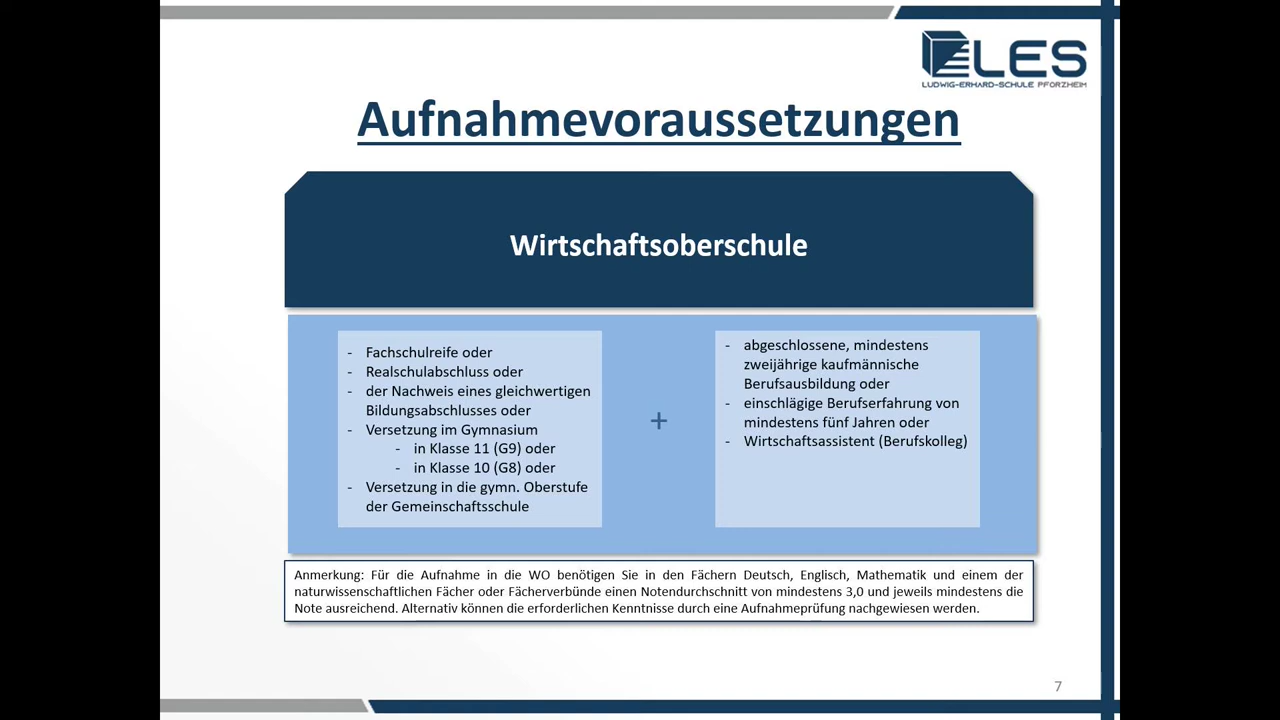 LES
LUDWIG-ERHARD-SCHULE PFORZHEIM
Aufnahmevoraussetzungen
Wirtschaftsoberschule
- Fachschulreife oder
- Realschulabschluss oder
- der Nachweis eines gleichwertigen
Bildungsabschlusses oder
- Versetzung im Gymnasium
- in Klasse 11 (G9) oder
- in Klasse 10 (G8) oder
- Versetzung in die gymn. Oberstufe
der Gemeinschaftsschule
+
- abgeschlossene, mindestens
zweijährige kaufmännische
Berufsausbildung oder
- einschlägige Berufserfahrung von
mindestens fünf Jahren oder
- Wirtschaftsassistent (Berufskolleg)
Anmerkung: Für die Aufnahme in die WO benötigen Sie in den Fächern Deutsch, Englisch, Mathematik und einem der
naturwissenschaftlichen Fächer oder Fächerverbünde einen Notendurchschnitt von mindestens 3,0 und jeweils mindestens die
Note ausreichend. Alternativ können die erforderlichen Kenntnisse durch eine Aufnahmeprüfung nachgewiesen werden.
7